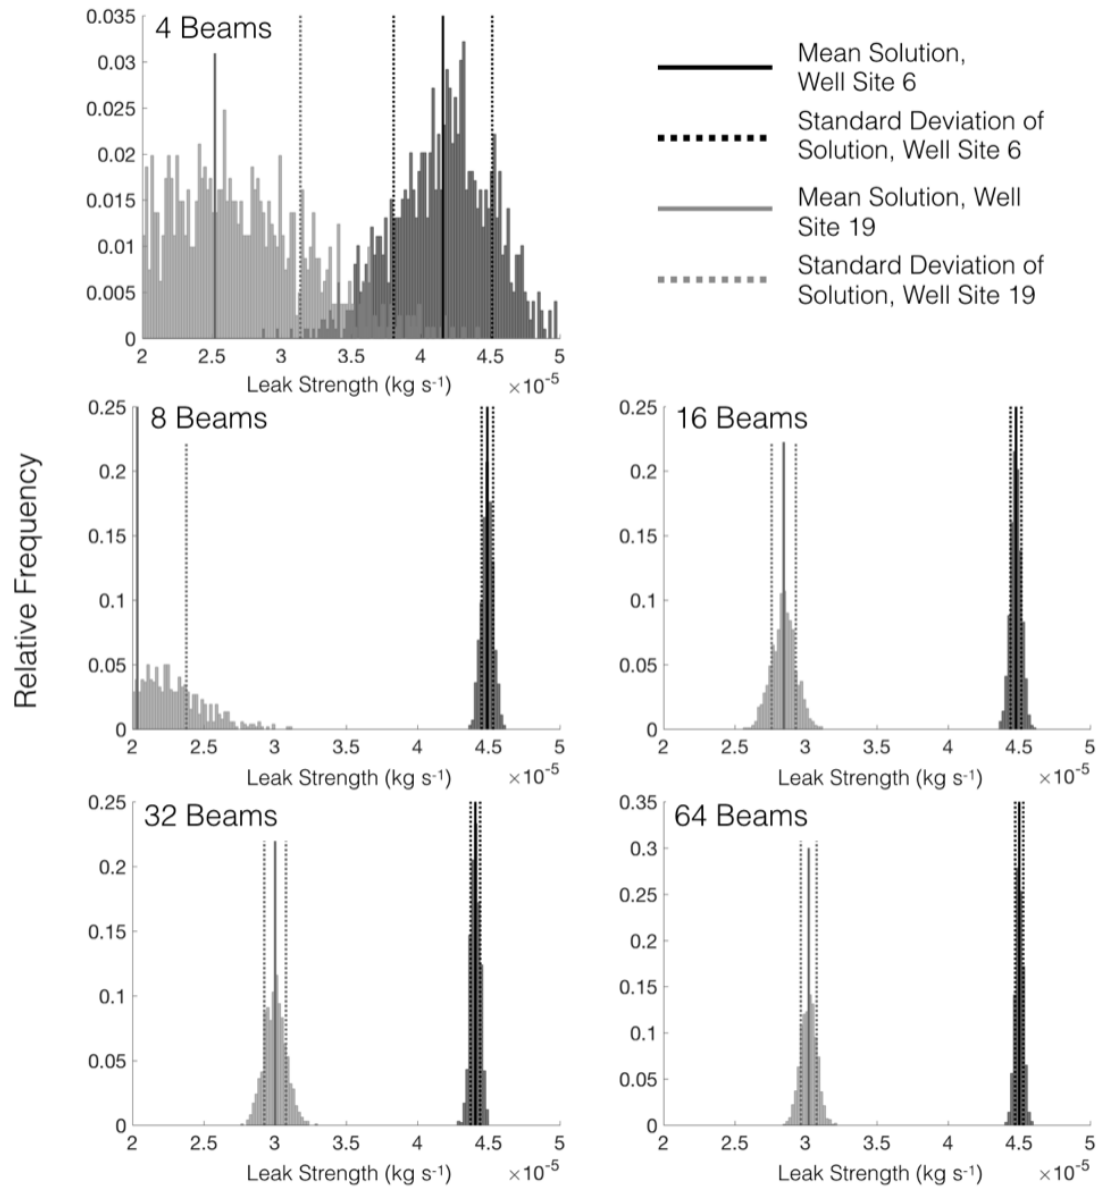 4 Beams
0.035
0.03
0.025
0.02
0.015
0.01
0.005
0
2 2.5 3 3.5 4 4.5 5
Leak Strength (kg s-1)
×10-5
Mean Solution,
Well Site 6
Standard Deviation of
Solution, Well Site 6
Mean Solution, Well
Site 19
Standard Deviation of
Solution, Well Site 19
Relative Frequency
8 Beams
0.25
0.2
0.15
0.1
0.05
0
2 2.5 3 3.5 4 4.5 5
Leak Strength (kg s-1)
×10-5
16 Beams
0.25
0.2
0.15
0.1
0.05
0
2 2.5 3 3.5 4 4.5 5
Leak Strength (kg s-1)
×10-5
32 Beams
0.25
0.2
0.15
0.1
0.05
0
2 2.5 3 3.5 4 4.5 5
Leak Strength (kg s-1)
×10-5
64 Beams
0.35
0.3
0.25
0.2
0.15
0.1
0.05
0
2 2.5 3 3.5 4 4.5 5
Leak Strength (kg s-1)
×10-5